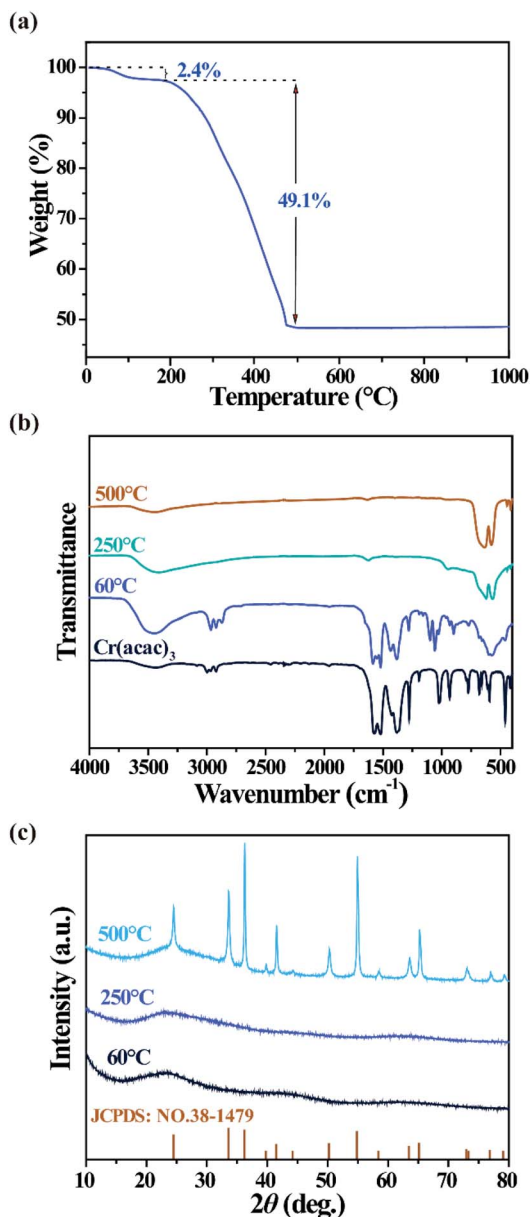 (a)
100
90
80
70
60
50
2.4%
49.1%
Weight (%)
0 200 400 600 800 1000
Temperature (°C)
(b)
500°C
250°C
60°C
Cr(acac)₃
Transmittance
4000 3500 3000 2500 2000 1500 1000 500
Wavenumber (cm⁻¹)
(c)
500°C
250°C
60°C
JCPDS: NO.38-1479
Intensity (a.u.)
10 20 30 40 50 60 70 80
2θ (deg.)